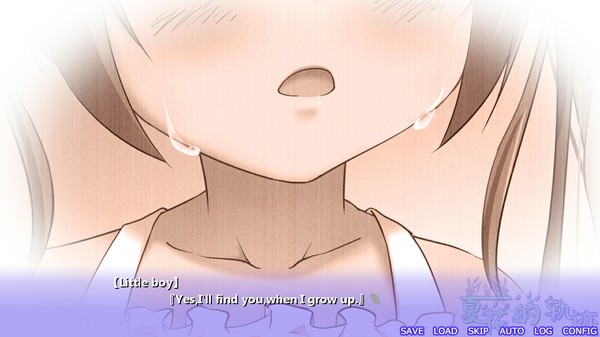 【Little boy】
『Yes,I'll find you,when I grow up.』
夏花的轨迹
SAVE LOAD SKIP AUTO LOG CONFIG